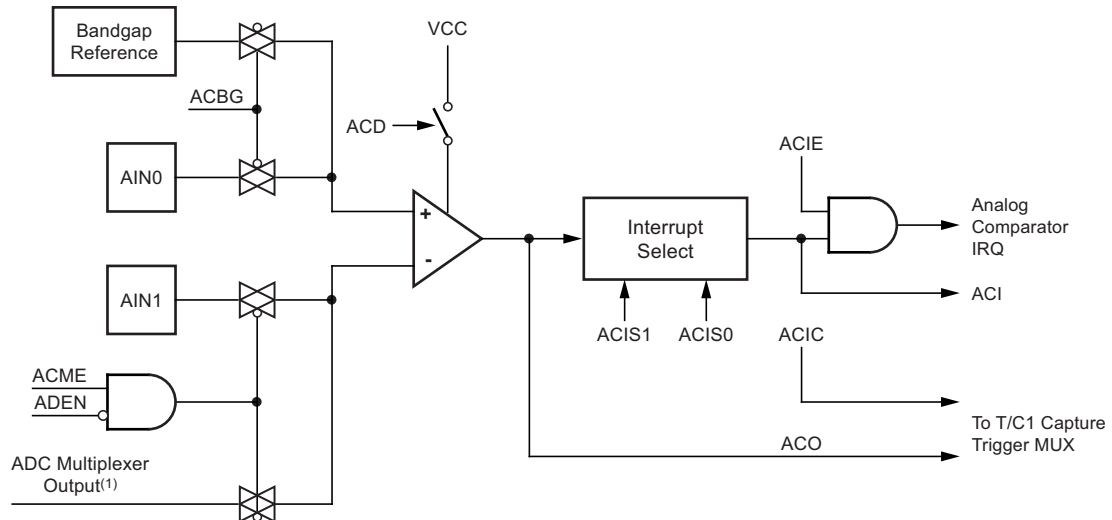 Bandgap
Reference
VCC
ACBG
ACD
AIN0
ACIE
+
Interrupt
Select
Analog
Comparator
IRQ
-
AIN1
ACI
ACIS1
ACIS0
ACIC
ACME
ADEN
To T/C1 Capture
Trigger MUX
ACO
ADC Multiplexer
Output(1)